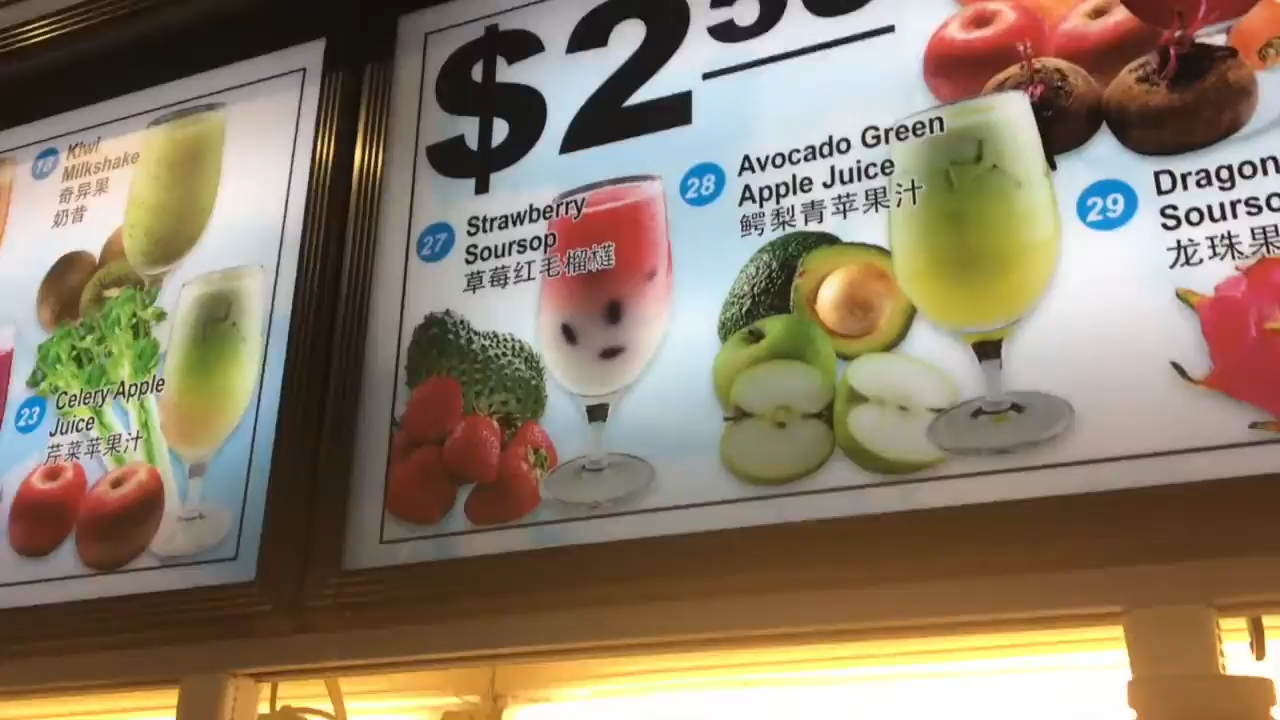 18
Kiwi
Milkshake
奇异果
奶昔
23
Celery Apple
Juice
芹菜苹果汁
$2
27
Strawberry
Soursop
草莓红毛榴梿
28
Avocado Green
Apple Juice
鳄梨青苹果汁
29
Dragon
龙珠果